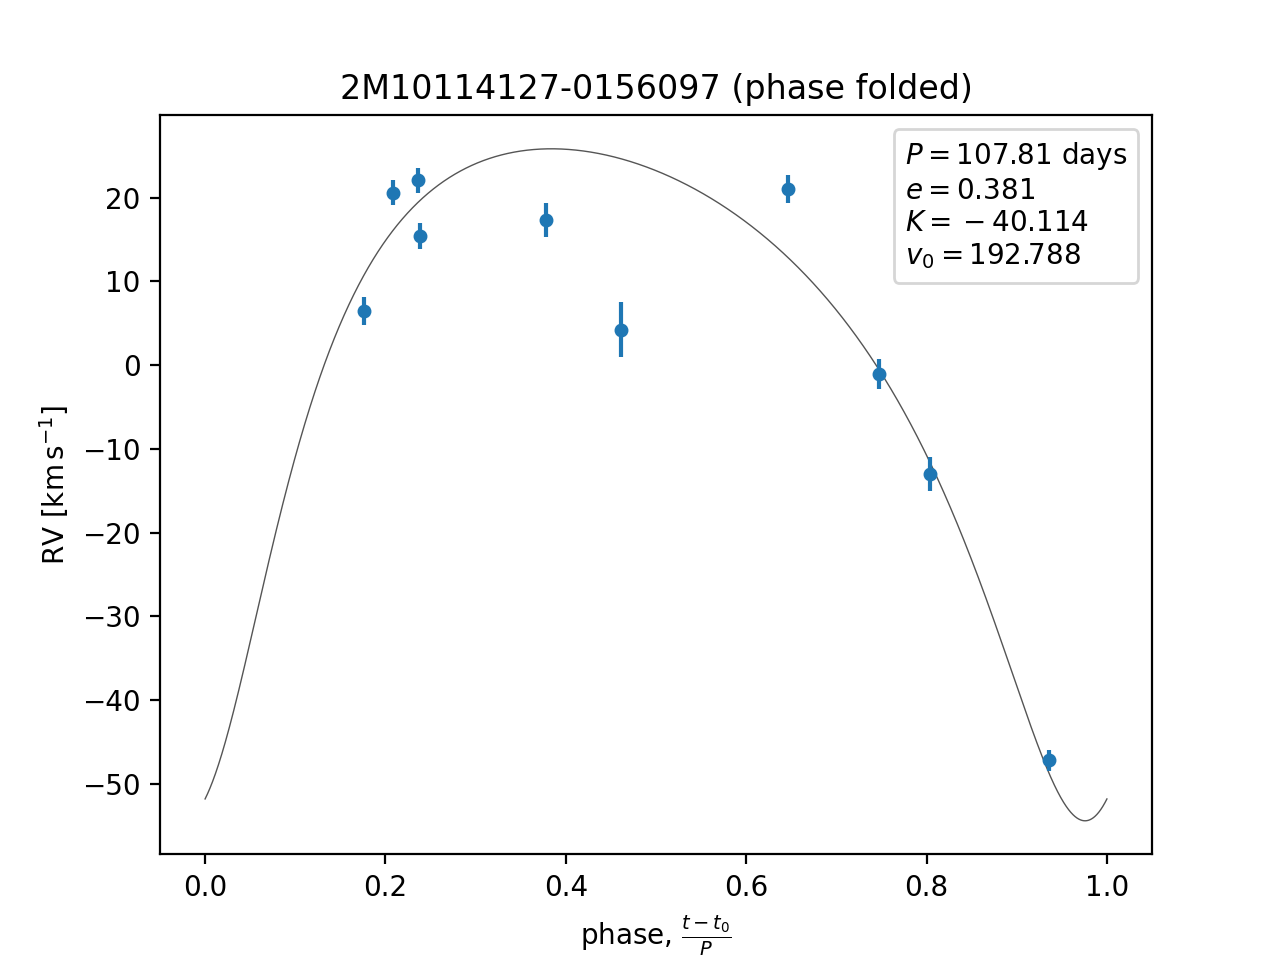 2M10114127-0156097 (phase folded)
P = 107.81 days
e = 0.381
K = −40.114
v₀ = 192.788
RV [km s⁻¹]
20
10
0
−10
−20
−30
−40
−50
0.0 0.2 0.4 0.6 0.8 1.0
phase, (t − t₀)/P